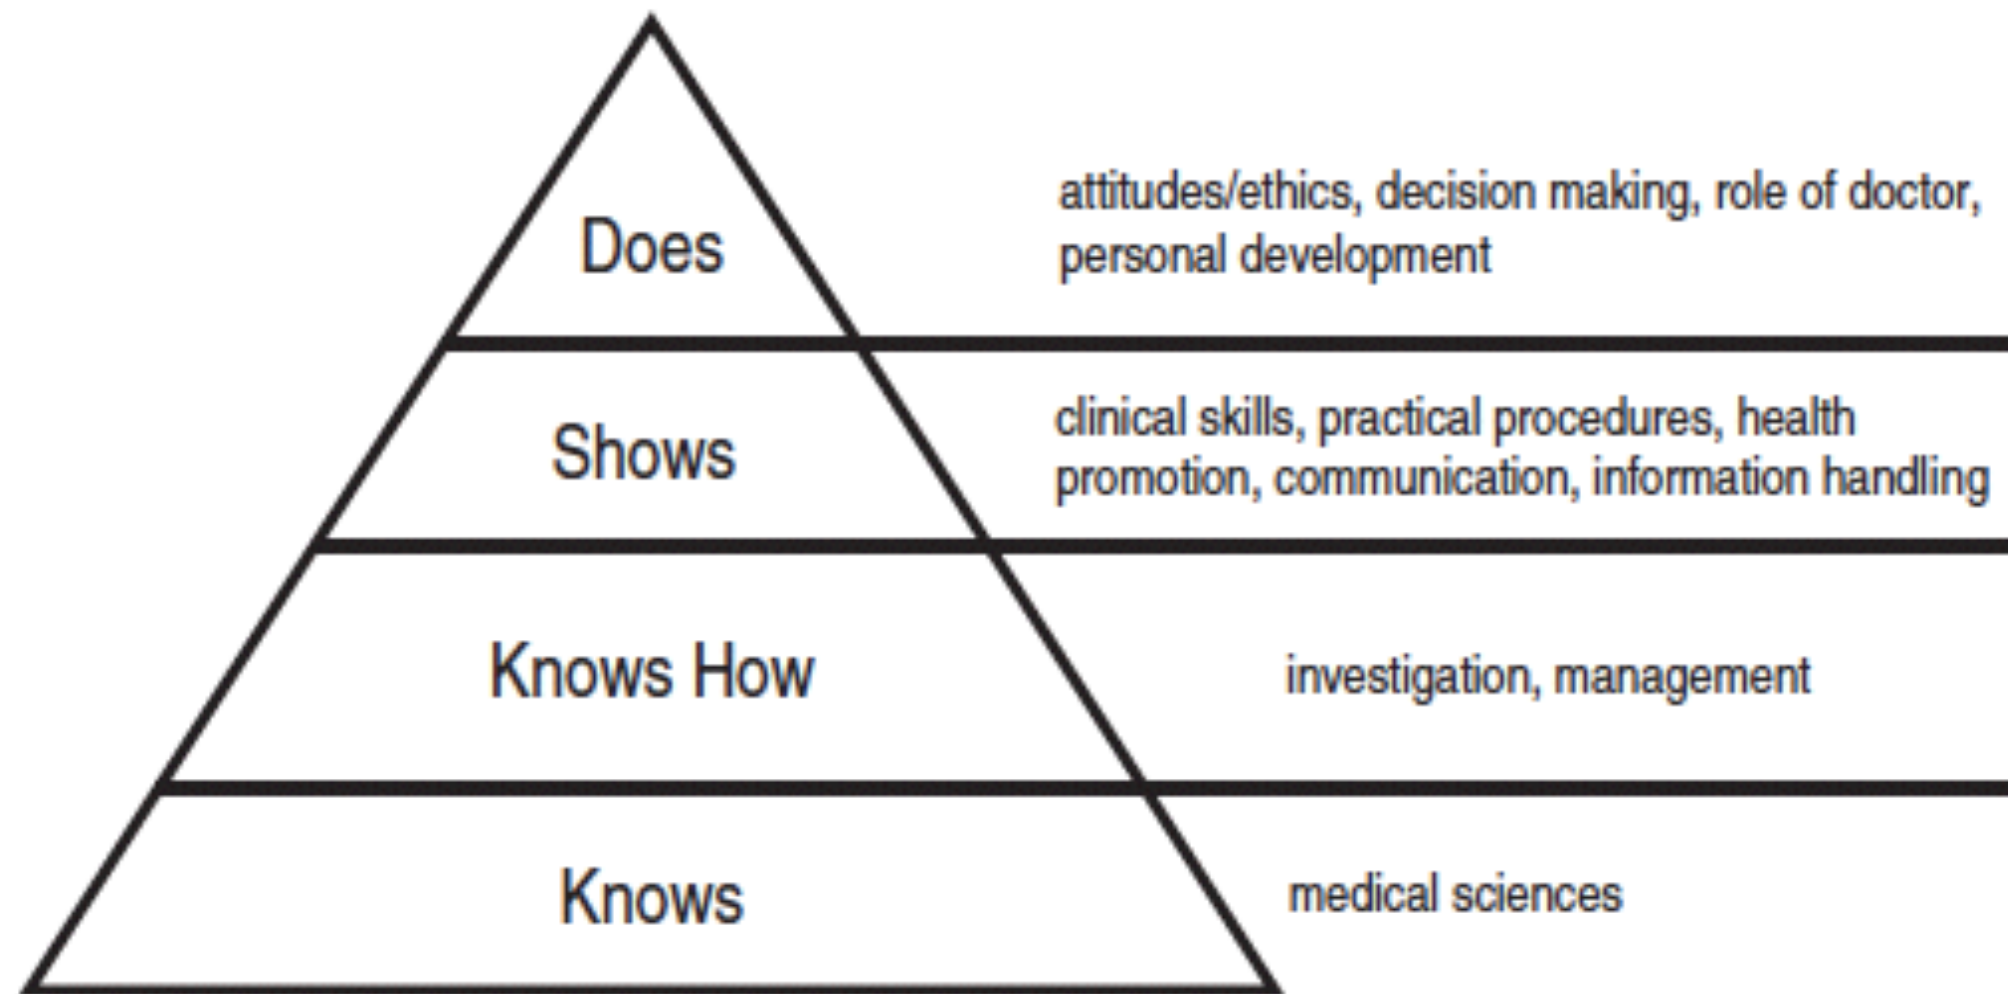 attitudes/ethics, decision making, role of doctor,
Does
personal development
clinical skills, practical procedures, health
Shows
promotion, communication, information handling
Knows How
investigation, management
Knows
medical sciences